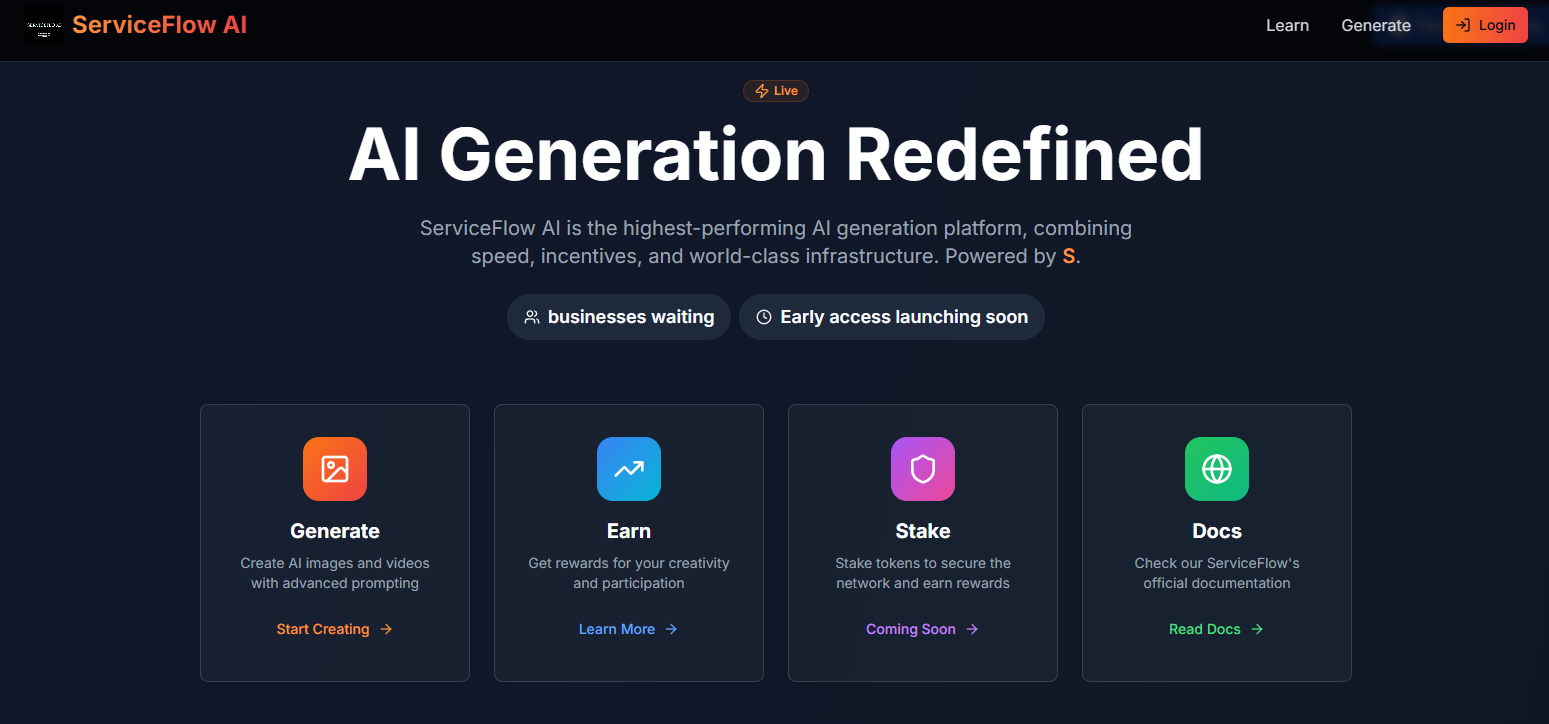 ServiceFlow AI
Learn
Generate
Login
Live
AI Generation Redefined
ServiceFlow AI is the highest-performing AI generation platform, combining
speed, incentives, and world-class infrastructure. Powered by S.
businesses waiting
Early access launching soon
Generate
Create AI images and videos
with advanced prompting
Start Creating
Earn
Get rewards for your creativity
and participation
Learn More
Stake
Stake tokens to secure the
network and earn rewards
Coming Soon
Docs
Check our ServiceFlow's
official documentation
Read Docs